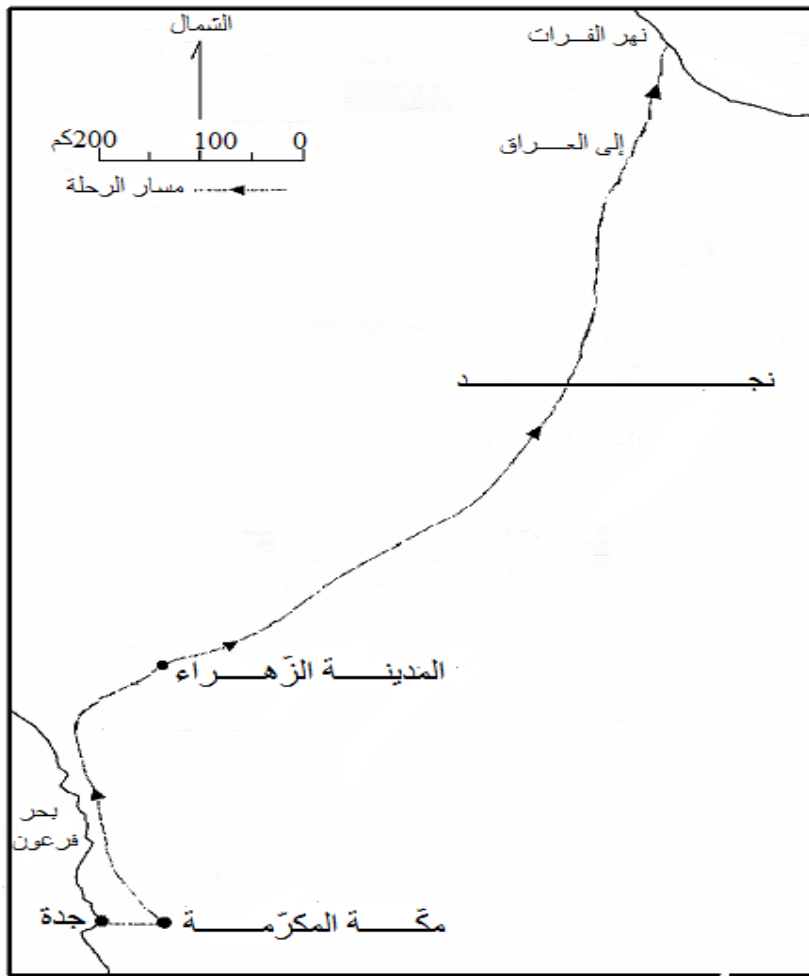 الشمال
نهر الفرات
200كم 100 0
مسار الرحلة
إلى العراق
نجد
المدينة الزّهراء
بحر
فرعون
جدة
مكّة المكرّمة